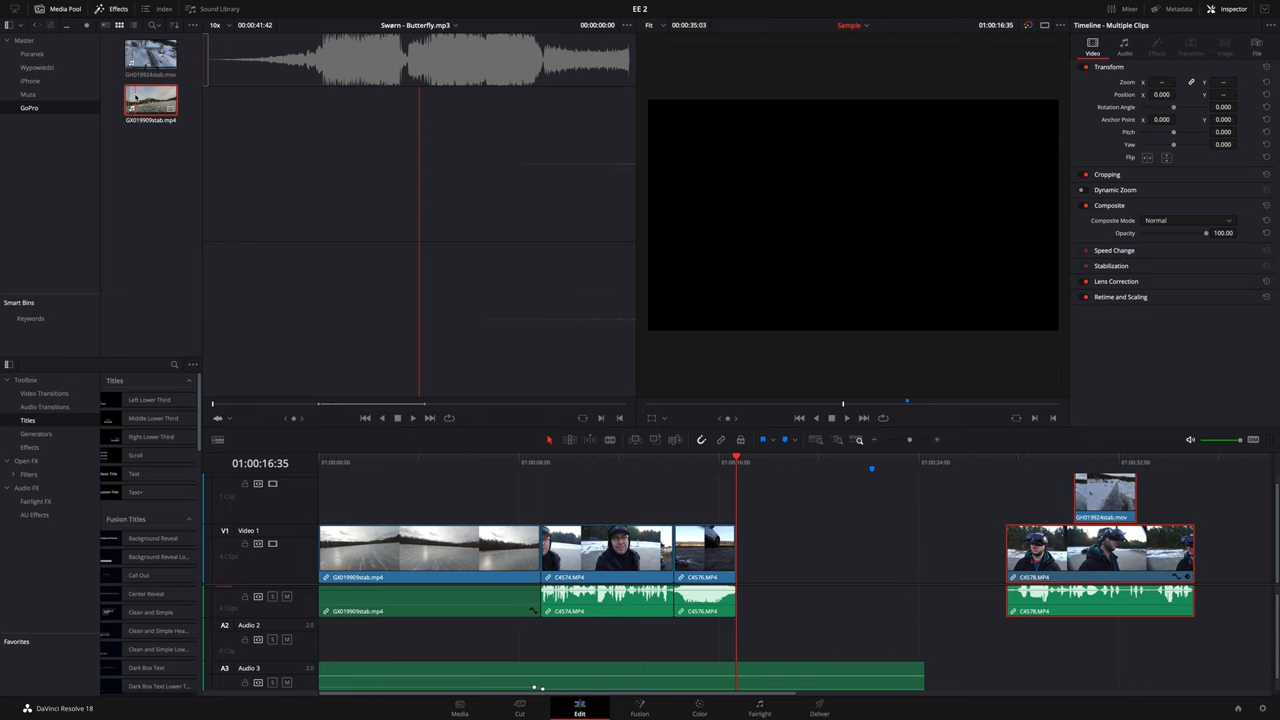 Media Pool
Effects
Index
Sound Library
EE 2
Mixer
Metadata
Inspector
10x
00:00:41:42
Swørn - Butterfly.mp3
00:00:00:00
Fit
00:00:35:03
Sample
01:00:16:35
Timeline - Multiple Clips
Master
Poranek
Wypowiedzi
iPhone
Muza
GoPro
GH019924stab.mov
GX019909stab.mp4
Video
Audio
Effects
Transition
Image
File
Transform
Zoom
X
--
Y
--
Position
X
0.000
Y
--
Rotation Angle
0.000
Anchor Point
X
0.000
Y
0.000
Pitch
0.000
Yaw
0.000
Flip
Cropping
Dynamic Zoom
Composite
Composite Mode
Normal
Opacity
100.00
Speed Change
Stabilization
Lens Correction
Retime and Scaling
Smart Bins
Keywords
Toolbox
Video Transitions
Audio Transitions
Titles
Generators
Effects
Open FX
Filters
Audio FX
Fairlight FX
AU Effects
Favorites
Titles
Left Lower Third
Middle Lower Third
Right Lower Third
Scroll
Text
Text+
Fusion Titles
Background Reveal
Background Reveal Lo...
Call Out
Center Reveal
Clean and Simple
Clean and Simple Hea...
Clean and Simple Low...
Dark Box Text
Dark Box Text Lower T...
DIM
01:00:16:35
01:00:00:00
01:00:08:00
01:00:16:00
01:00:24:00
01:00:32:00
1 Clip
GH019924stab.mov
V1
Video 1
4 Clips
GX019909stab.mp4
C4574.MP4
C4576.MP4
C4578.MP4
S
M
4 Clips
GX019909stab.mp4
C4574.MP4
C4576.MP4
C4578.MP4
A2
Audio 2
2.0
S
M
A3
Audio 3
2.0
S
M
DaVinci Resolve 18
Media
Cut
Edit
Fusion
Color
Fairlight
Deliver